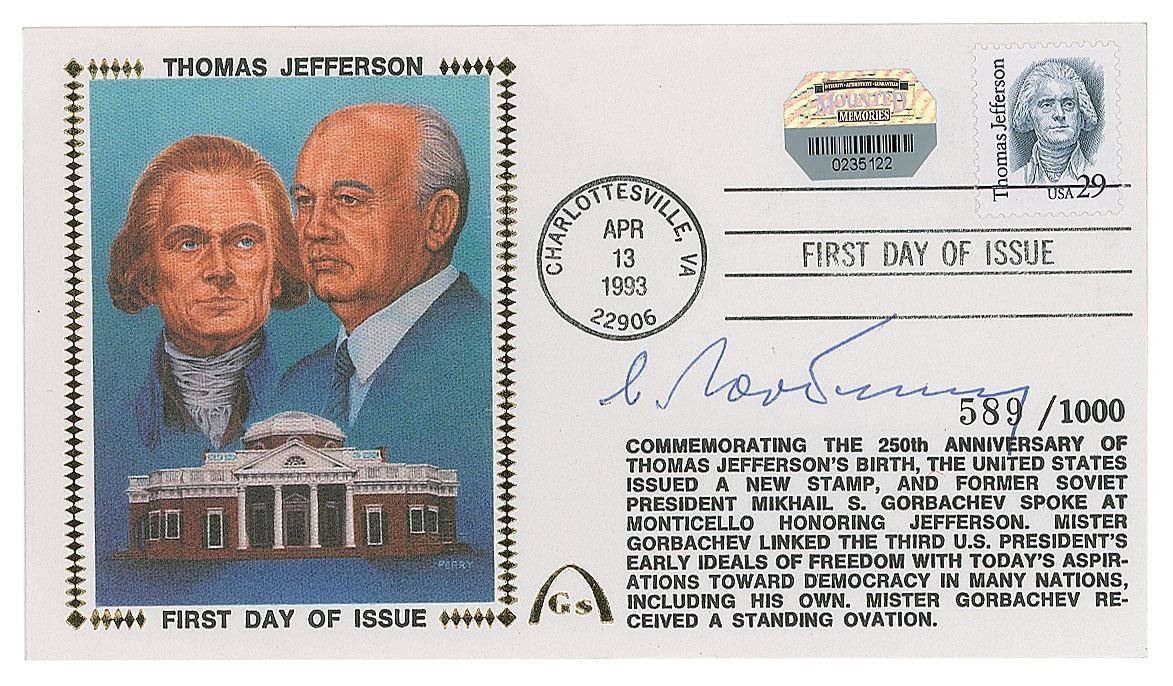 THOMAS JEFFERSON
PERRY
FIRST DAY OF ISSUE
INTEGRITY • AUTHENTICITY • GUARANTEED
MOUNTED
MEMORIES
0235122
Thomas Jefferson
USA 29
CHARLOTTESVILLE, VA
APR
13
1993
22906
FIRST DAY OF ISSUE
589 /1000
COMMEMORATING THE 250th ANNIVERSARY OF
THOMAS JEFFERSON'S BIRTH, THE UNITED STATES
ISSUED A NEW STAMP, AND FORMER SOVIET
PRESIDENT MIKHAIL S. GORBACHEV SPOKE AT
MONTICELLO HONORING JEFFERSON. MISTER
GORBACHEV LINKED THE THIRD U.S. PRESIDENT'S
EARLY IDEALS OF FREEDOM WITH TODAY'S ASPIR-
ATIONS TOWARD DEMOCRACY IN MANY NATIONS,
INCLUDING HIS OWN. MISTER GORBACHEV RE-
CEIVED A STANDING OVATION.
Gs